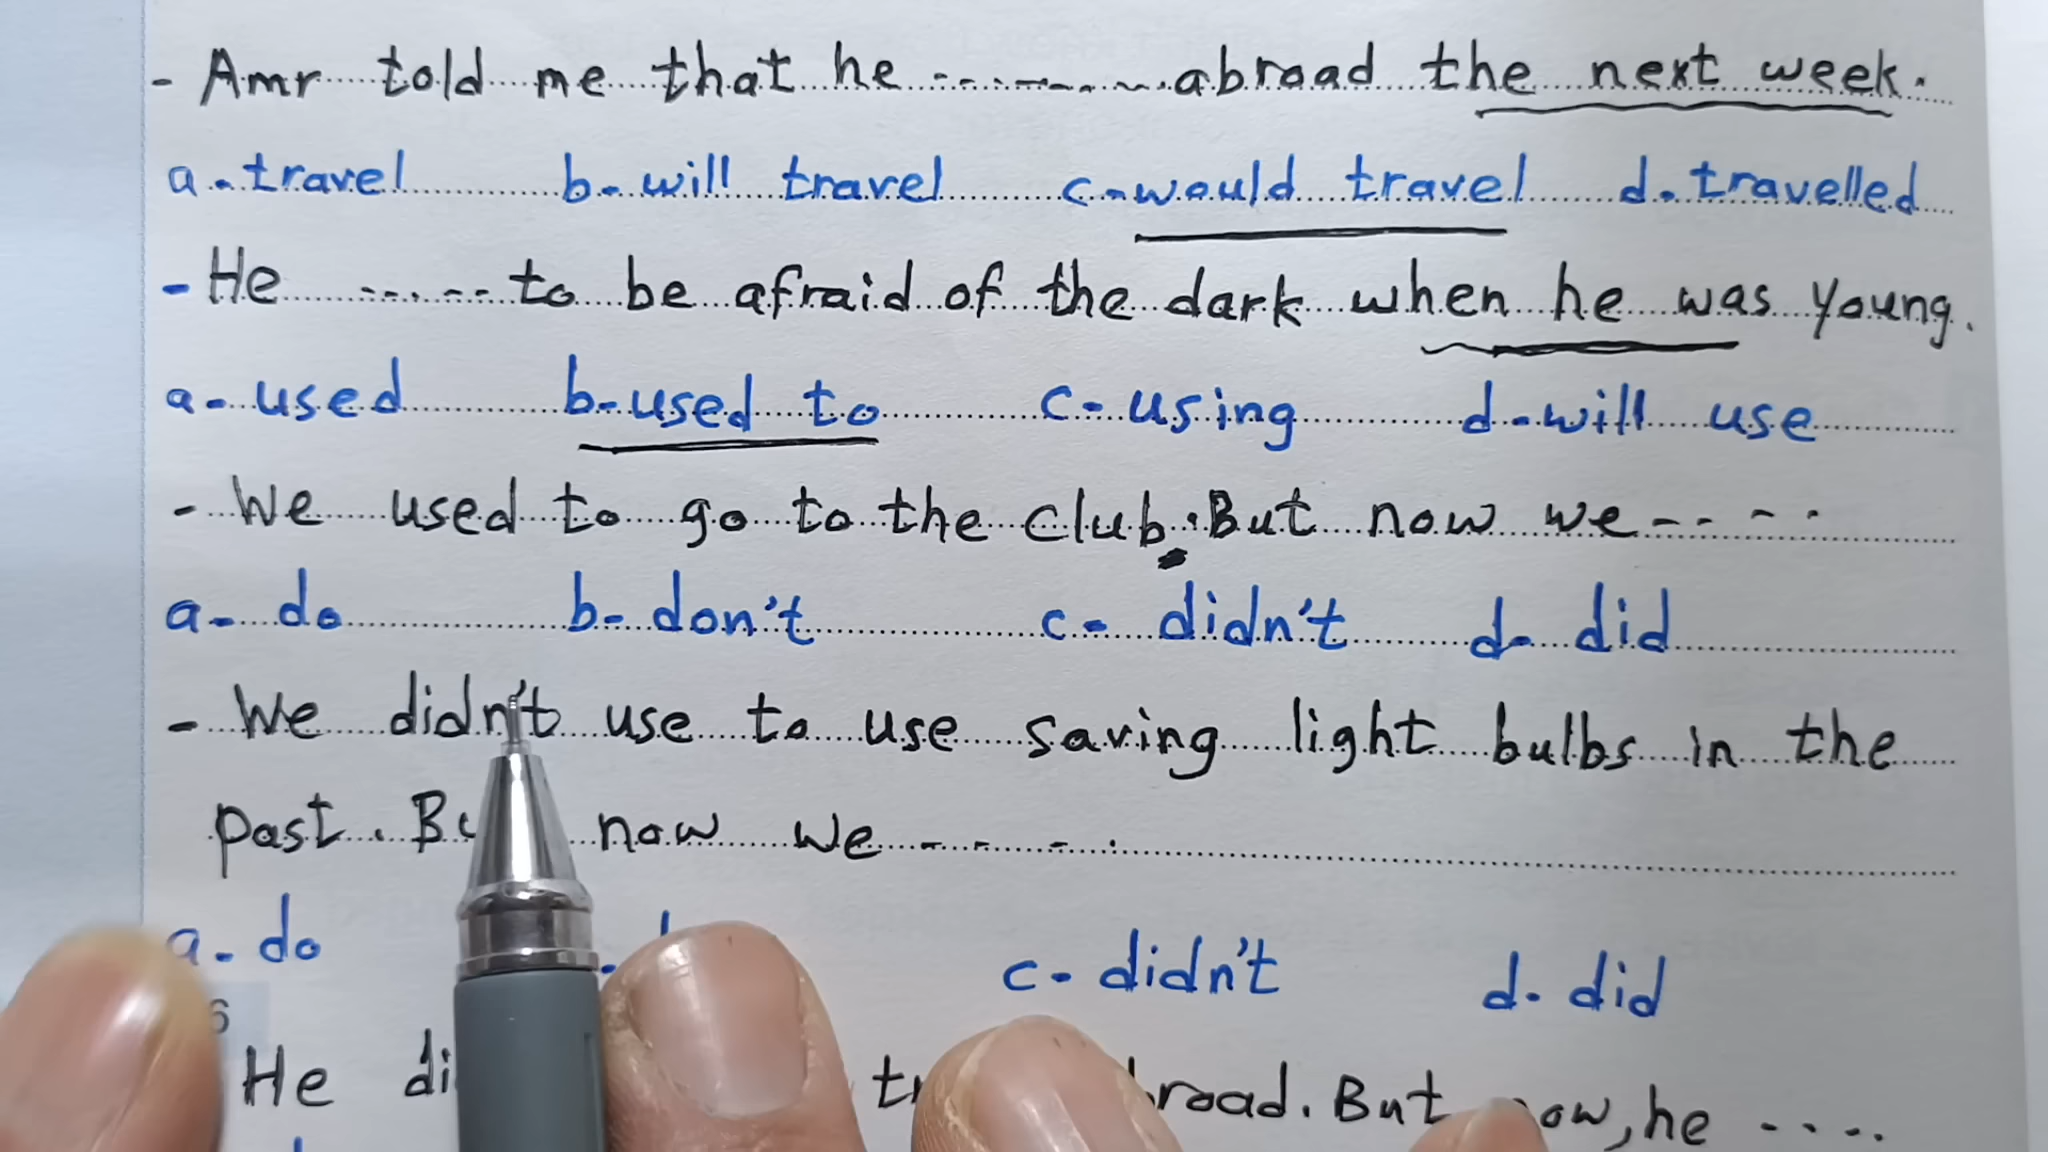 - Amr told me that he ......... abroad the next week.
a- travel b- will travel c- would travel d- travelled
- He ...... to be afraid of the dark when he was young.
a- used b- used to c- using d- will use
- We used to go to the club. But now we - - - -
a- do b- don't c- didn't d- did
- We didn't use to use saving light bulbs in the
past. now we - - - - .
a- do c- didn't d- did
6
He But he ....